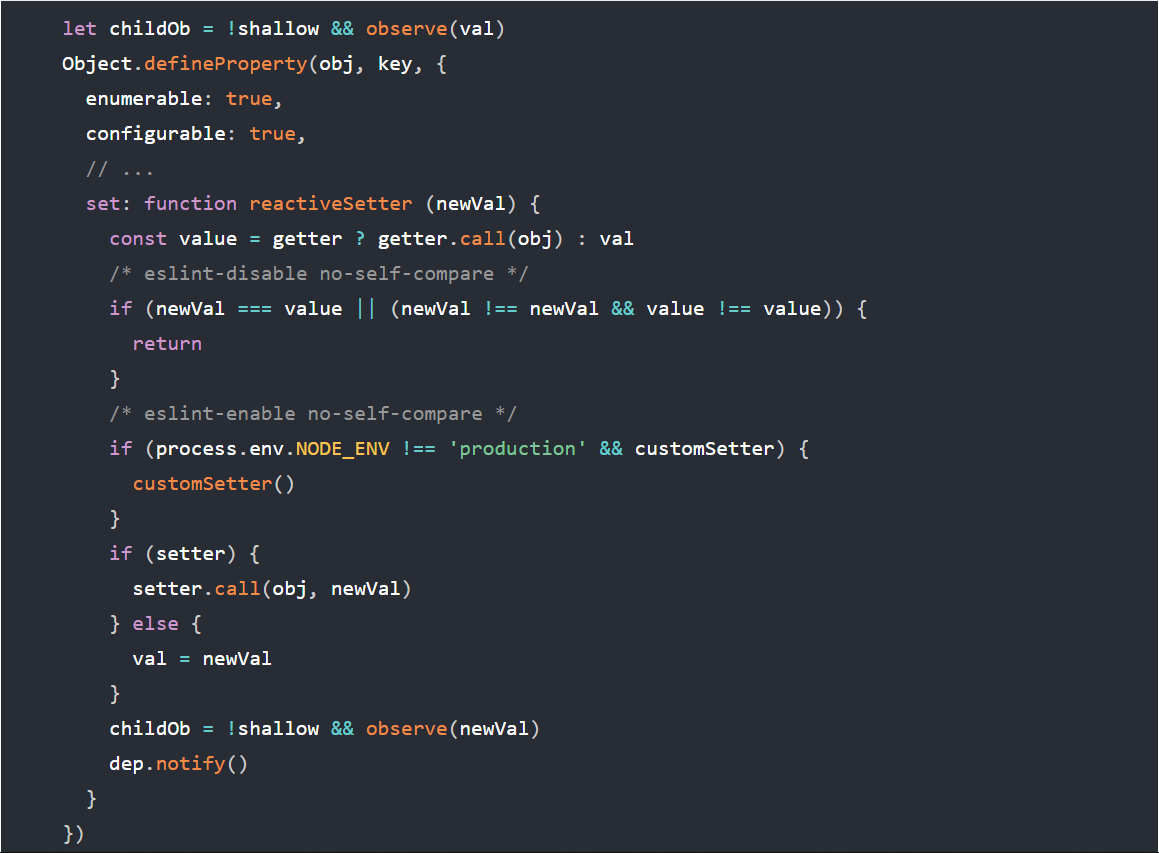 let childOb = !shallow && observe(val)
Object.defineProperty(obj, key, {
  enumerable: true,
  configurable: true,
  // ...
  set: function reactiveSetter (newVal) {
    const value = getter ? getter.call(obj) : val
    /* eslint-disable no-self-compare */
    if (newVal === value || (newVal !== newVal && value !== value)) {
      return
    }
    /* eslint-enable no-self-compare */
    if (process.env.NODE_ENV !== 'production' && customSetter) {
      customSetter()
    }
    if (setter) {
      setter.call(obj, newVal)
    } else {
      val = newVal
    }
    childOb = !shallow && observe(newVal)
    dep.notify()
  }
})